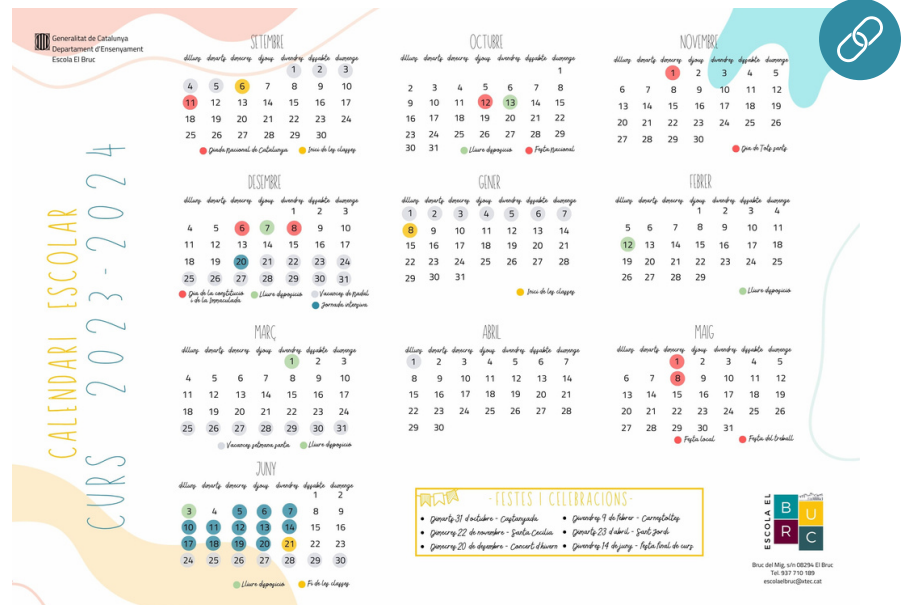 Generalitat de Catalunya
Departament d'Ensenyament
Escola El Bruc
CALENDARI ESCOLAR
CURS 2023-2024
SETEMBRE
dilluns dimarts dimecres dijous divendres dissabte diumenge
1 2 3
4 5 6 7 8 9 10
11 12 13 14 15 16 17
18 19 20 21 22 23 24
25 26 27 28 29 30
Diada Nacional de Catalunya Inici de les classes
OCTUBRE
dilluns dimarts dimecres dijous divendres dissabte diumenge
1
2 3 4 5 6 7 8
9 10 11 12 13 14 15
16 17 18 19 20 21 22
23 24 25 26 27 28 29
30 31
Lliure disposició Festa Nacional
NOVEMBRE
dilluns dimarts dimecres dijous divendres dissabte diumenge
1 2 3 4 5
6 7 8 9 10 11 12
13 14 15 16 17 18 19
20 21 22 23 24 25 26
27 28 29 30
Dia de Tots sants
DESEMBRE
dilluns dimarts dimecres dijous divendres dissabte diumenge
1 2 3
4 5 6 7 8 9 10
11 12 13 14 15 16 17
18 19 20 21 22 23 24
25 26 27 28 29 30 31
Dia de la constitució i de la Immaculada
Lliure disposició
Vacances de Nadal
Jornada intensiva
GENER
dilluns dimarts dimecres dijous divendres dissabte diumenge
1 2 3 4 5 6 7
8 9 10 11 12 13 14
15 16 17 18 19 20 21
22 23 24 25 26 27 28
29 30 31
Inici de les classes
FEBRER
dilluns dimarts dimecres dijous divendres dissabte diumenge
1 2 3 4
5 6 7 8 9 10 11
12 13 14 15 16 17 18
19 20 21 22 23 24 25
26 27 28 29
Lliure disposició
MARÇ
dilluns dimarts dimecres dijous divendres dissabte diumenge
1 2 3
4 5 6 7 8 9 10
11 12 13 14 15 16 17
18 19 20 21 22 23 24
25 26 27 28 29 30 31
Vacances setmana santa Lliure disposició
ABRIL
dilluns dimarts dimecres dijous divendres dissabte diumenge
1 2 3 4 5 6 7
8 9 10 11 12 13 14
15 16 17 18 19 20 21
22 23 24 25 26 27 28
29 30
MAIG
dilluns dimarts dimecres dijous divendres dissabte diumenge
1 2 3 4 5
6 7 8 9 10 11 12
13 14 15 16 17 18 19
20 21 22 23 24 25 26
27 28 29 30 31
Festa local Festa del treball
JUNY
dilluns dimarts dimecres dijous divendres dissabte diumenge
1 2
3 4 5 6 7 8 9
10 11 12 13 14 15 16
17 18 19 20 21 22 23
24 25 26 27 28 29 30
Lliure disposició Fi de les classes
·FESTES I CELEBRACIONS·
Dimarts 31 d'octubre - Castanyada
Dimecres 22 de novembre - Santa Cecilia
Dimecres 20 de desembre - Concert d'hivern
Divendres 9 de febrer - Carnestoltes
Dimarts 23 d'abril - Sant Jordi
Divendres 14 de juny - Festa final de curs
ESCOLA EL
BRUC
Bruc del Mig, s/n 08294 El Bruc
Tel. 937 710 189
escolaelbruc@xtec.cat